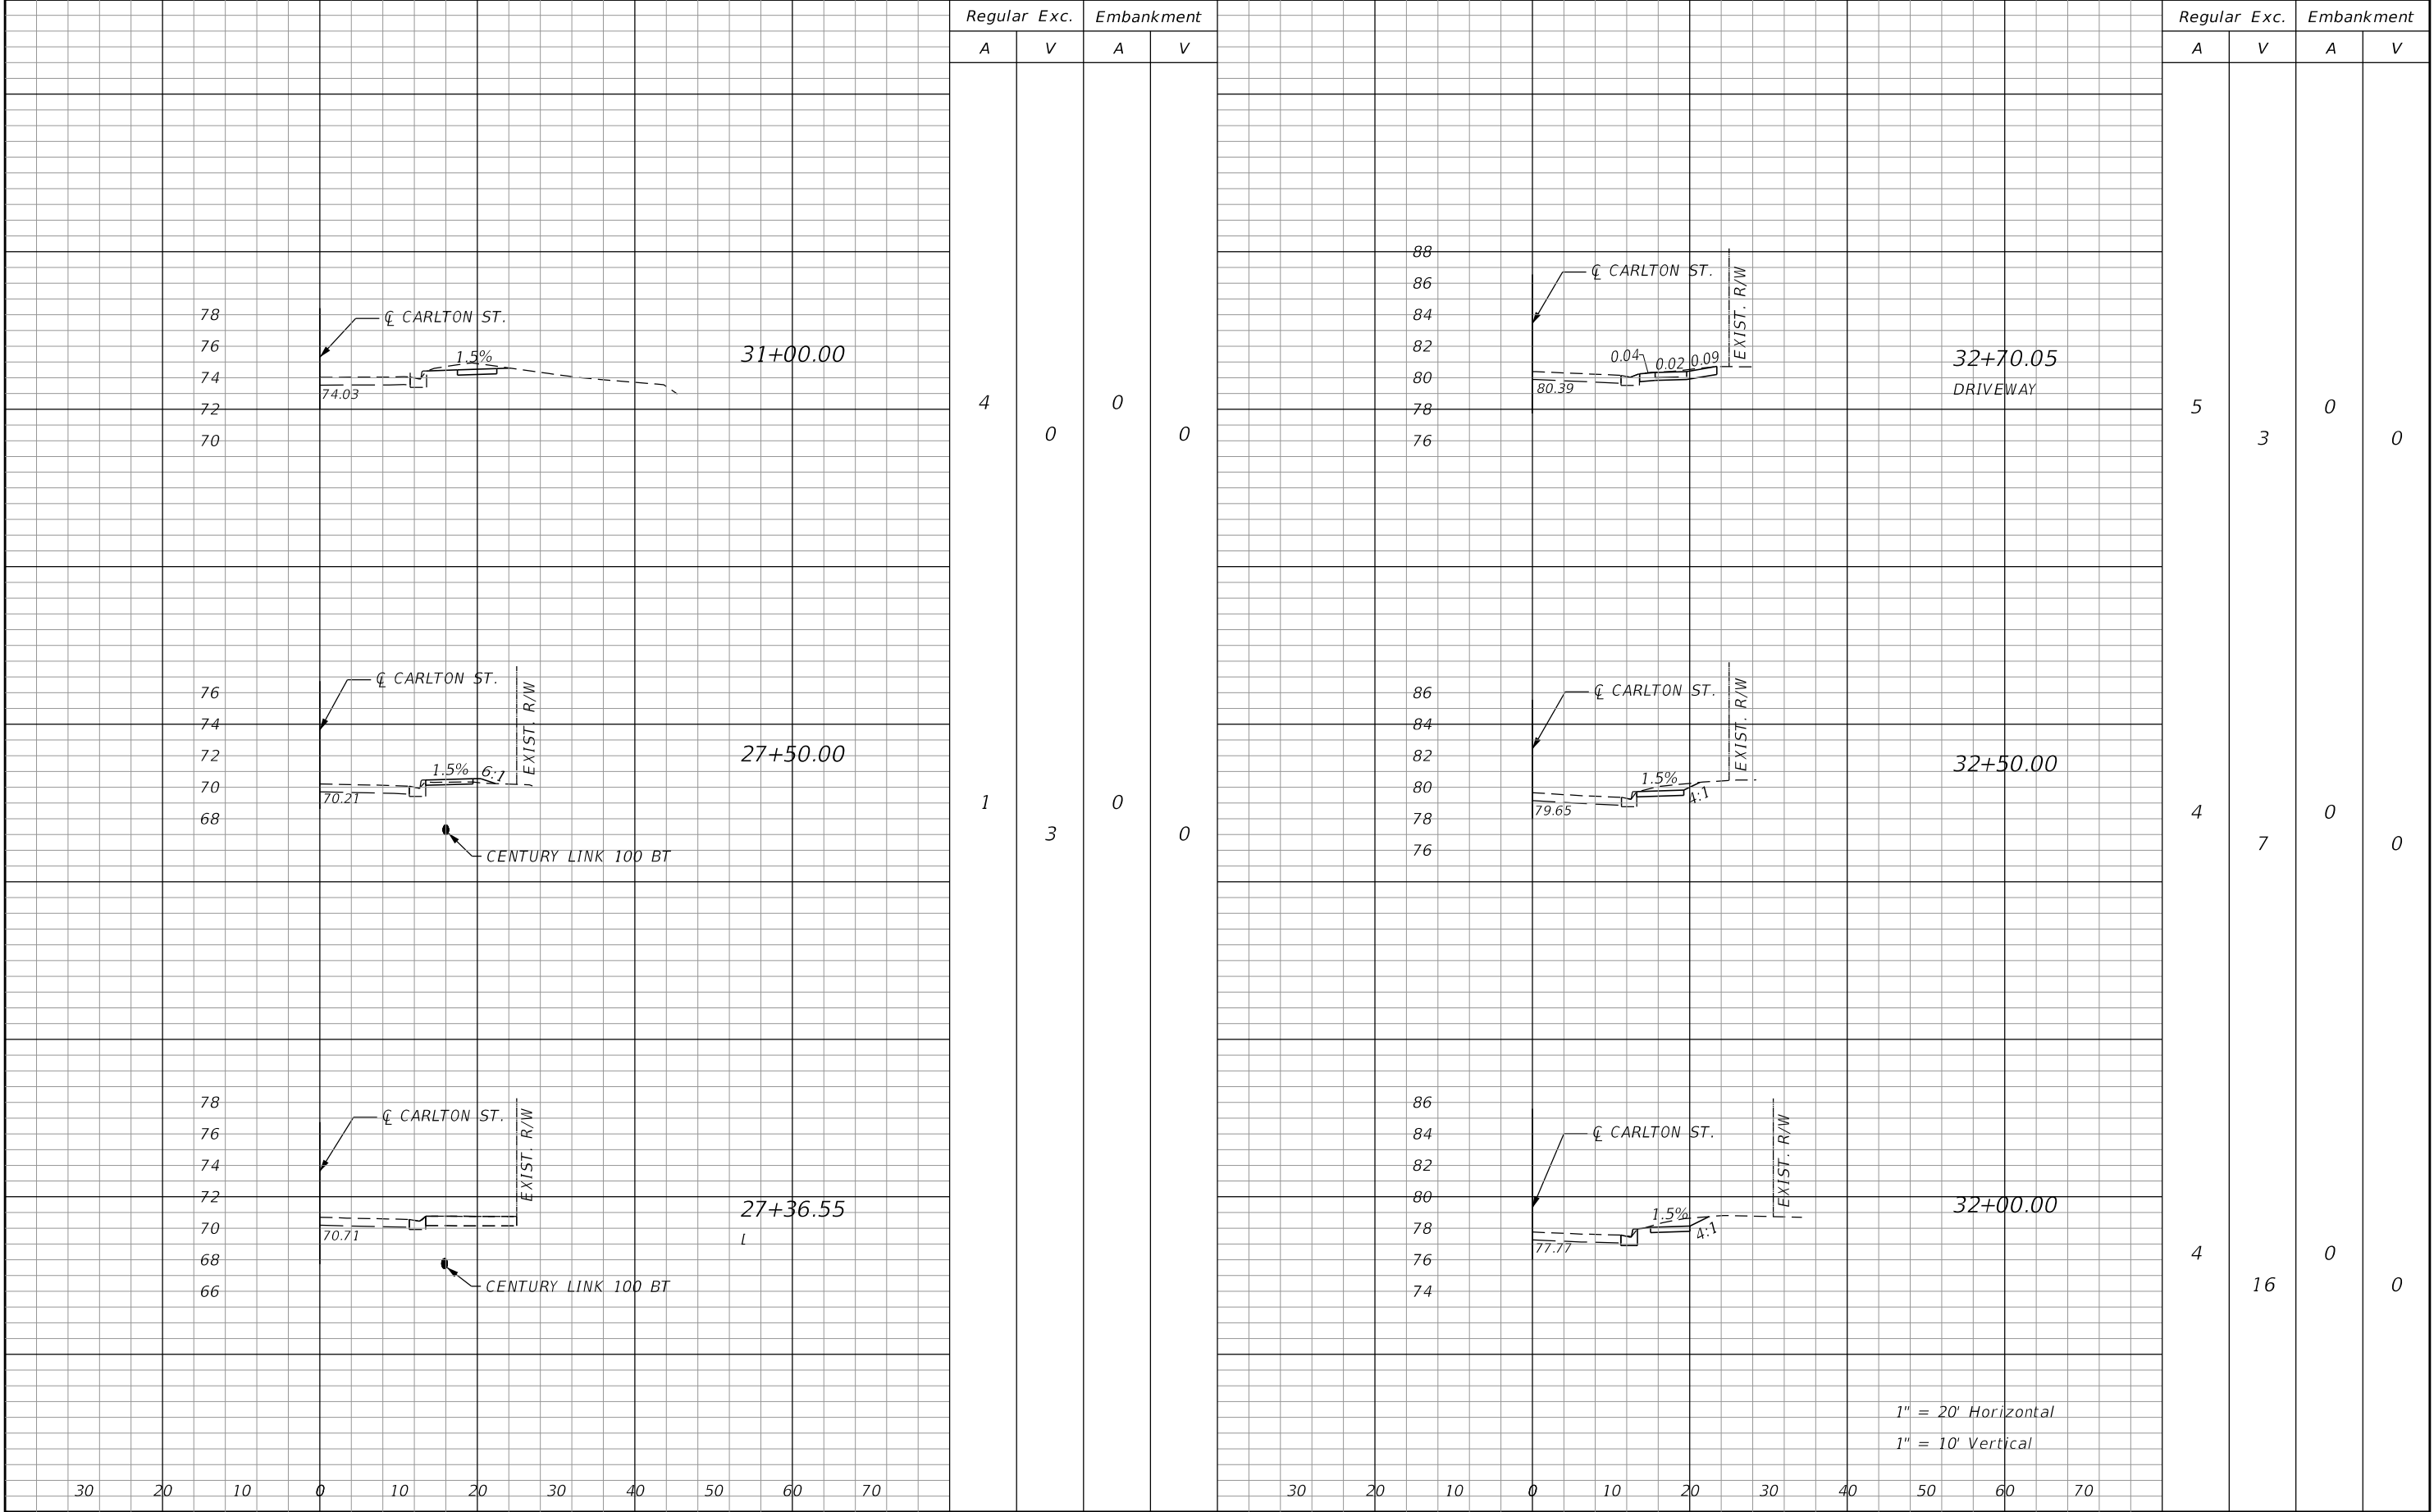 Regular Exc. Embankment
A V A V
78
℄ CARLTON ST.
76
1.5%
31+00.00
74
74.03
72
4 0
70
0 0
76
℄ CARLTON ST.
EXIST. R/W
74
72
27+50.00
1.5% 6:1
70
70.21
1 0
68
3 0
CENTURY LINK 100 BT
78
℄ CARLTON ST.
EXIST. R/W
76
74
72
27+36.55
70
70.71
68
CENTURY LINK 100 BT
66
30 20 10 0 10 20 30 40 50 60 70
Regular Exc. Embankment
A V A V
88
℄ CARLTON ST.
EXIST. R/W
86
84
82
0.04 0.02 0.09
32+70.05
80
80.39
DRIVEWAY
78
5 0
76
3 0
86
℄ CARLTON ST.
EXIST. R/W
84
82
32+50.00
80
1.5%
4:1
79.65
78
4 0
76
7 0
86
84
℄ CARLTON ST.
EXIST. R/W
82
80
32+00.00
1.5%
78
4:1
77.77
76
4 0
74
16 0
1" = 20' Horizontal
1" = 10' Vertical
30 20 10 0 10 20 30 40 50 60 70